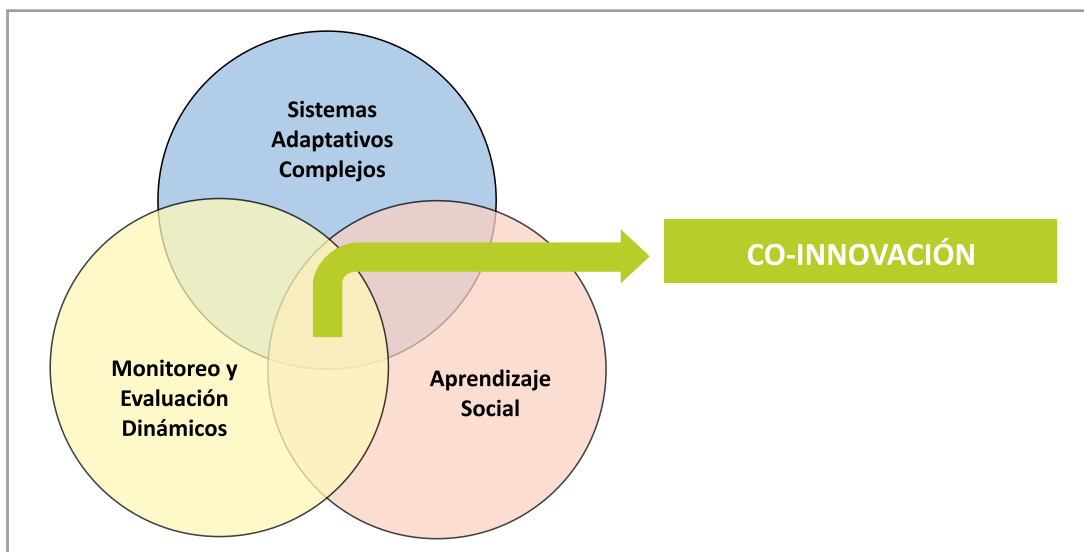 Sistemas
Adaptativos
Complejos
CO-INNOVACIÓN
Monitoreo y
Evaluación
Dinámicos
Aprendizaje
Social